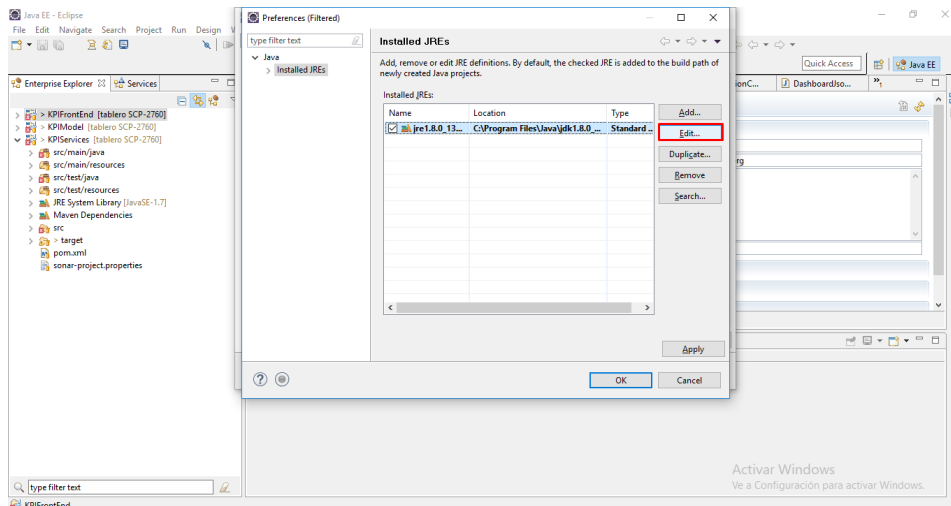 Java EE - Eclipse
File Edit Navigate Search Project Run Design
Quick Access
Java EE
Enterprise Explorer
Services
> KPIFrontEnd [tablero SCP-2760]
> KPIModel [tablero SCP-2760]
> KPIServices [tablero SCP-2760]
src/main/java
src/main/resources
src/test/java
src/test/resources
JRE System Library [JavaSE-1.7]
Maven Dependencies
src
> target
pom.xml
sonar-project.properties
type filter text
KPIFrontEnd
Preferences (Filtered)
type filter text
Java
Installed JREs
Installed JREs
Add, remove or edit JRE definitions. By default, the checked JRE is added to the build path of
newly created Java projects.
Installed JREs:
Name Location Type
jre1.8.0_13... C:\Program Files\Java\jdk1.8.0_... Standard ...
Add...
Edit...
Duplicate...
Remove
Search...
Apply
OK Cancel
ionC...
DashboardJso...
»1
rg
Activar Windows
Ve a Configuración para activar Windows.